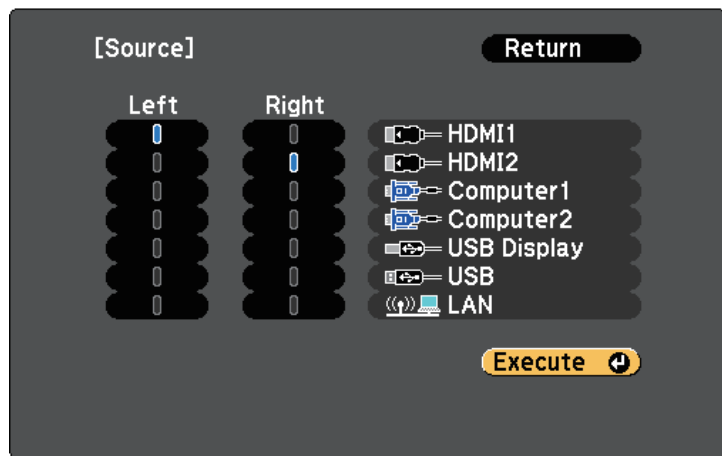 [Source]
Return
Left Right
HDMI1
HDMI2
Computer1
Computer2
USB Display
USB
LAN
Execute